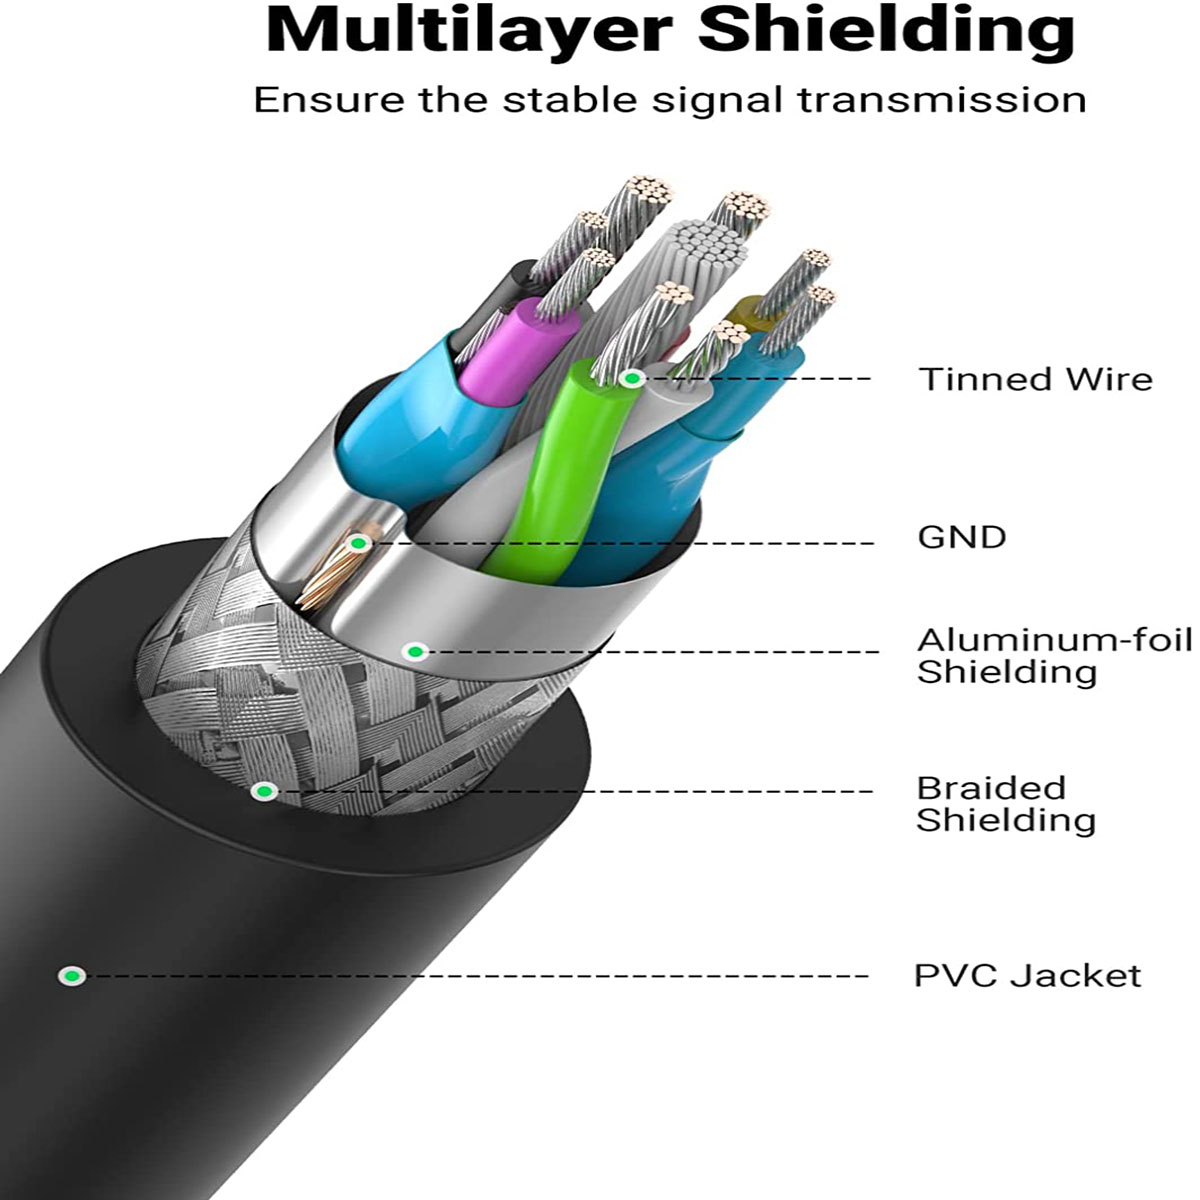 Multilayer Shielding
Ensure the stable signal transmission
Tinned Wire
GND
Aluminum-foil
Shielding
Braided
Shielding
PVC Jacket